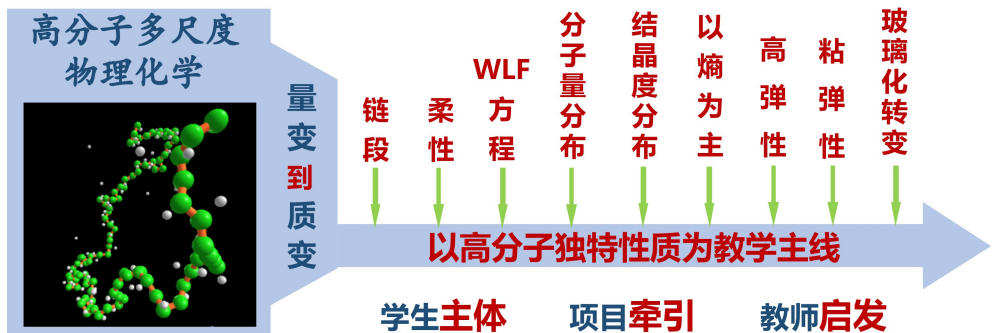 高分子多尺度
物理化学
量变到质变
链段
柔性
WLF方程
分子量分布
结晶度分布
以熵为主
高弹性
粘弹性
玻璃化转变
以高分子独特性质为教学主线
学生主体
项目牵引
教师启发